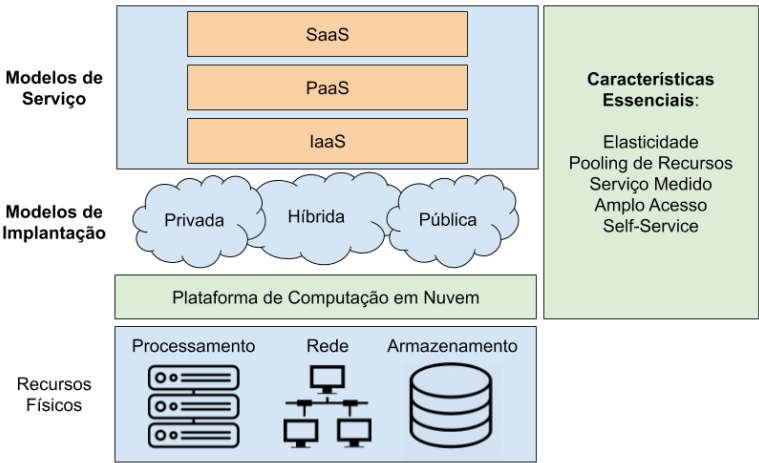 Modelos de
Serviço
SaaS
PaaS
IaaS
Modelos de
Implantação
Privada
Híbrida
Pública
Plataforma de Computação em Nuvem
Recursos
Físicos
Processamento
Rede
Armazenamento
Características
Essenciais:
Elasticidade
Pooling de Recursos
Serviço Medido
Amplo Acesso
Self-Service